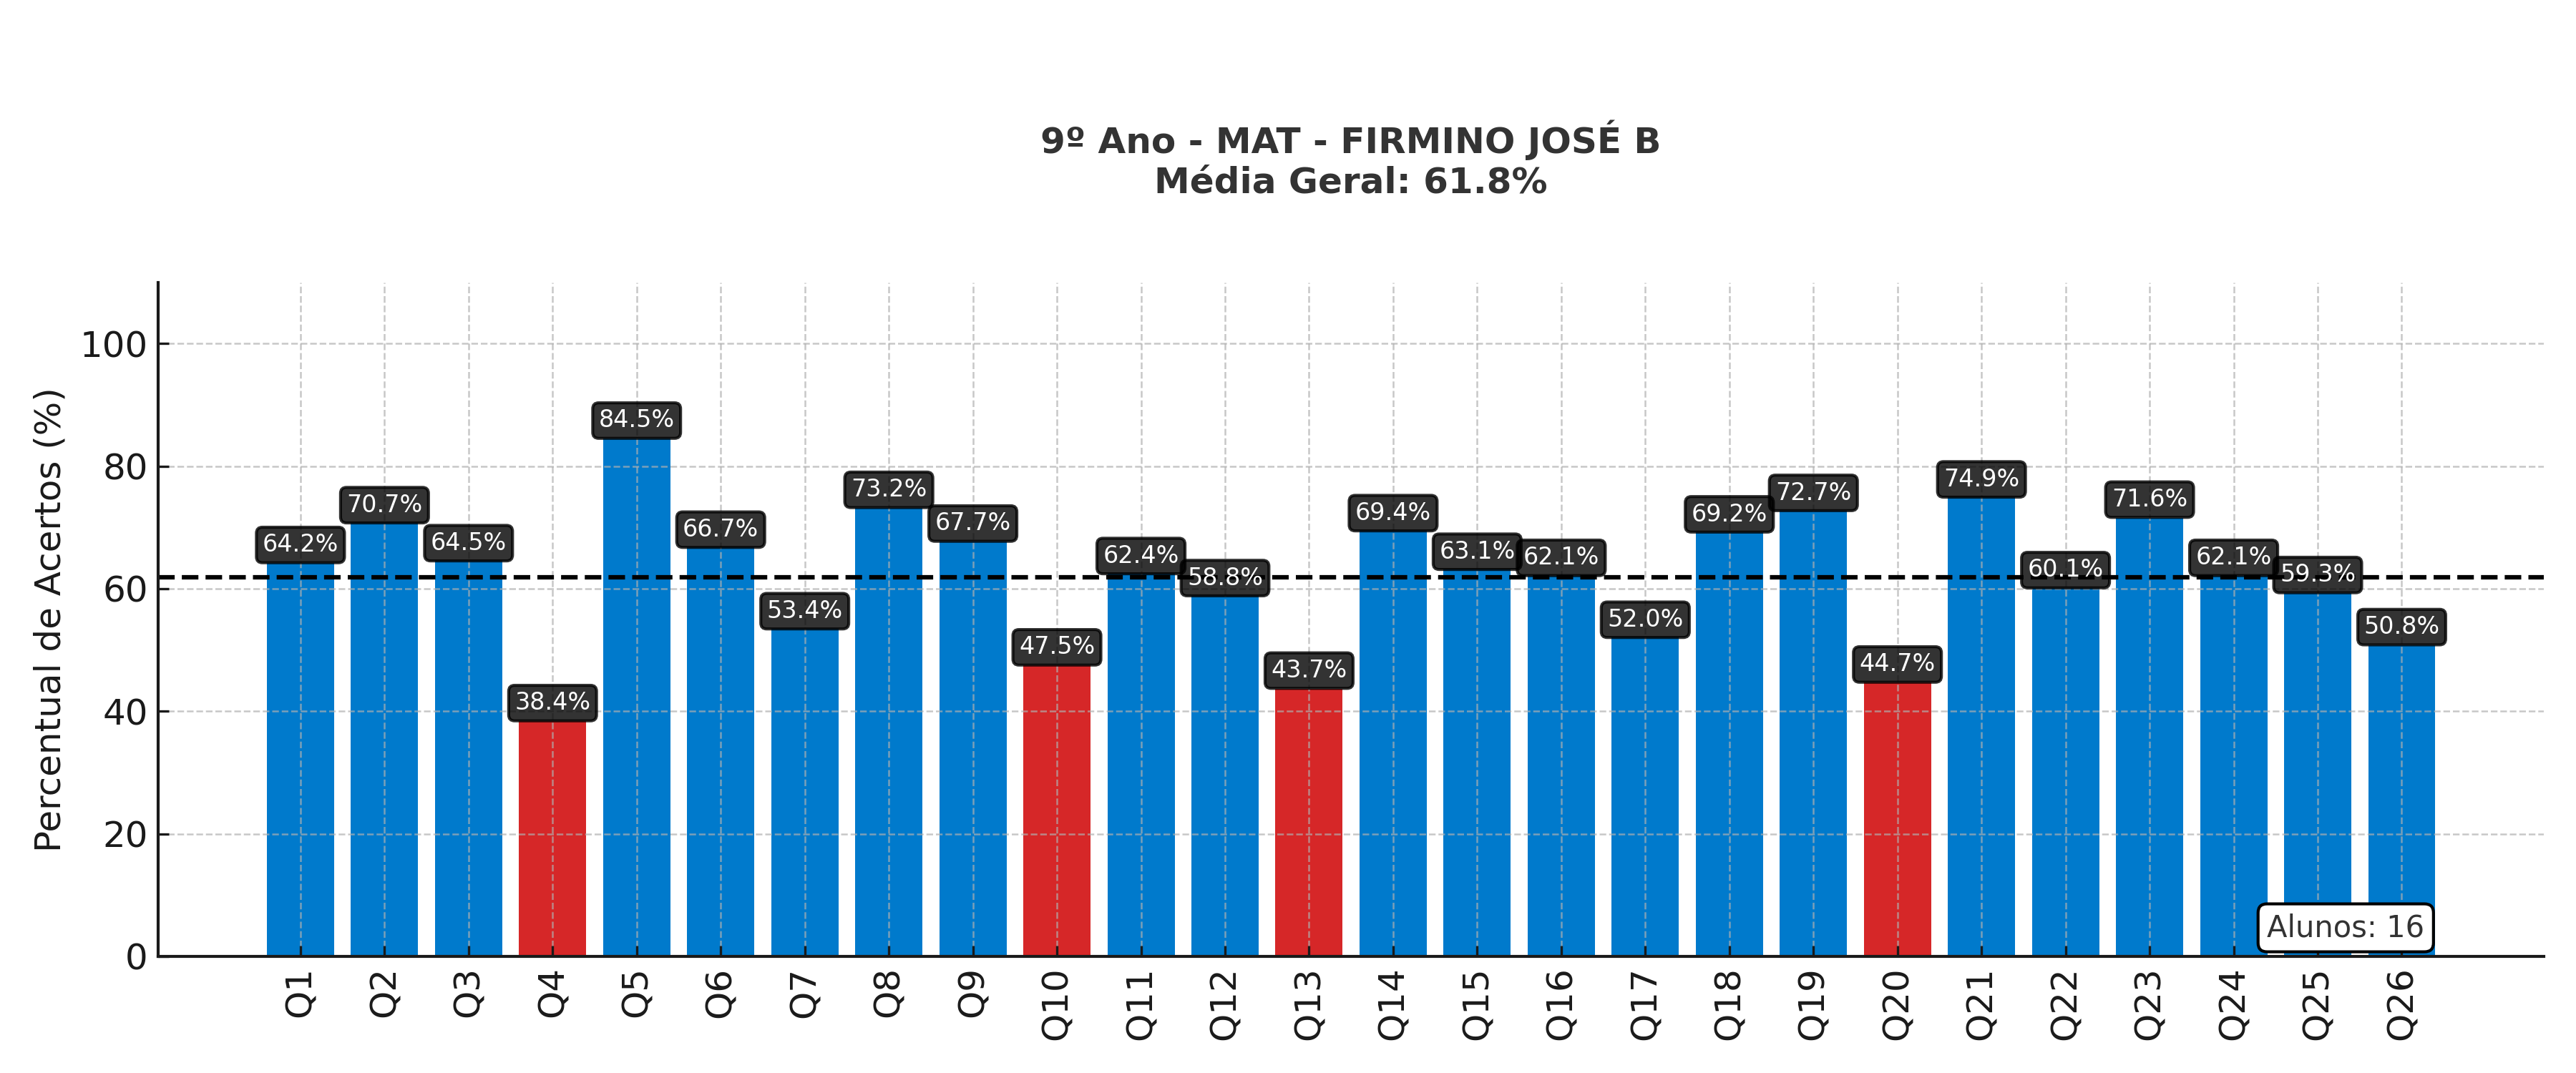 9º Ano - MAT - FIRMINO JOSÉ B
Média Geral: 61.8%
Percentual de Acertos (%)
100
80
60
40
20
0
64.2%
70.7%
64.5%
38.4%
84.5%
66.7%
53.4%
73.2%
67.7%
47.5%
62.4%
58.8%
43.7%
69.4%
63.1%
62.1%
52.0%
69.2%
72.7%
44.7%
74.9%
60.1%
71.6%
62.1%
59.3%
50.8%
Alunos: 16
Q1
Q2
Q3
Q4
Q5
Q6
Q7
Q8
Q9
Q10
Q11
Q12
Q13
Q14
Q15
Q16
Q17
Q18
Q19
Q20
Q21
Q22
Q23
Q24
Q25
Q26